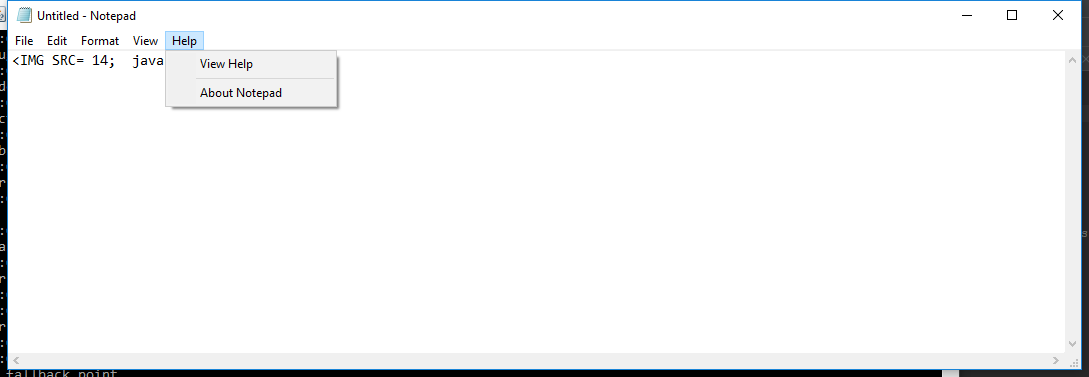 Untitled - Notepad
File Edit Format View Help
<IMG SRC= 14;  java
View Help
About Notepad
fallback point